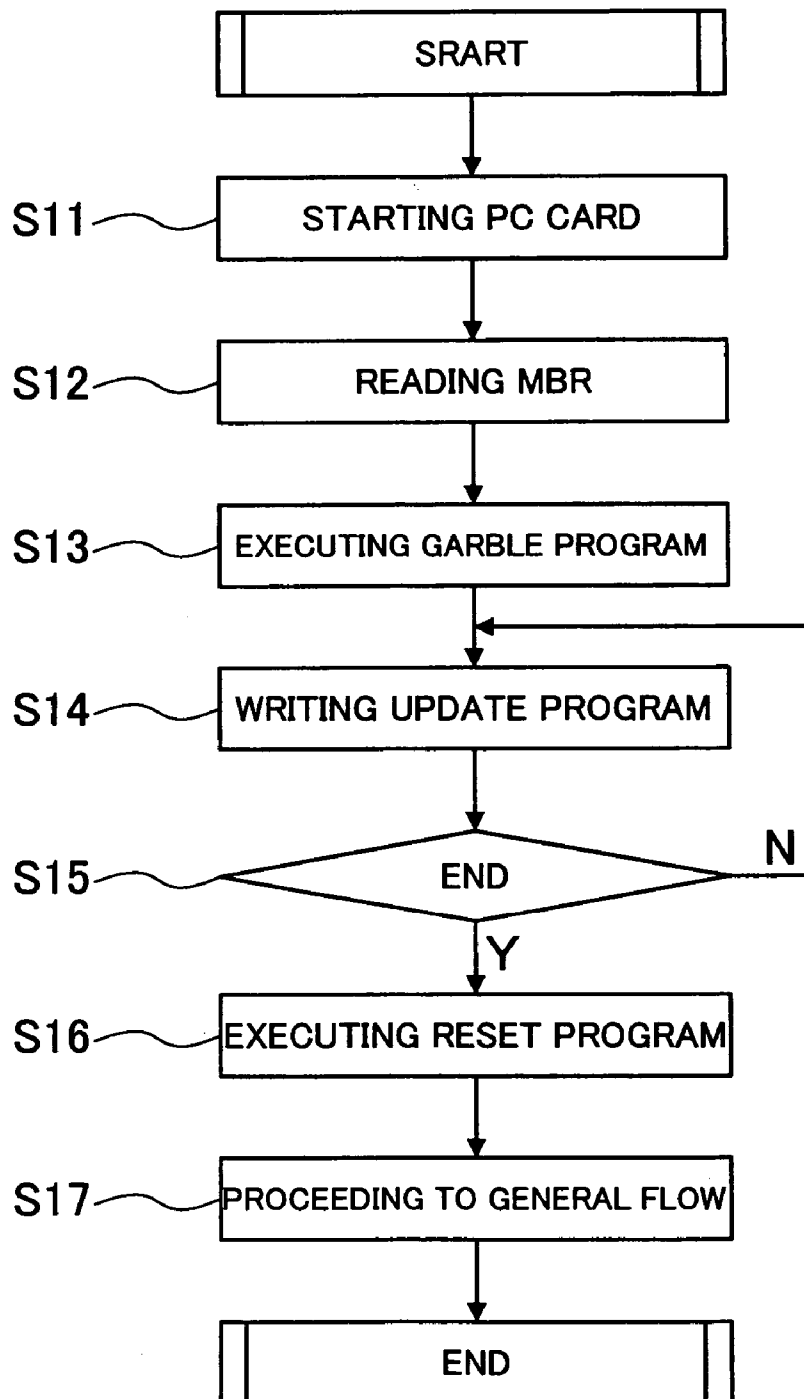 SRART
S11
STARTING PC CARD
S12
READING MBR
S13
EXECUTING GARBLE PROGRAM
S14
WRITING UPDATE PROGRAM
S15
END
N
Y
S16
EXECUTING RESET PROGRAM
S17
PROCEEDING TO GENERAL FLOW
END